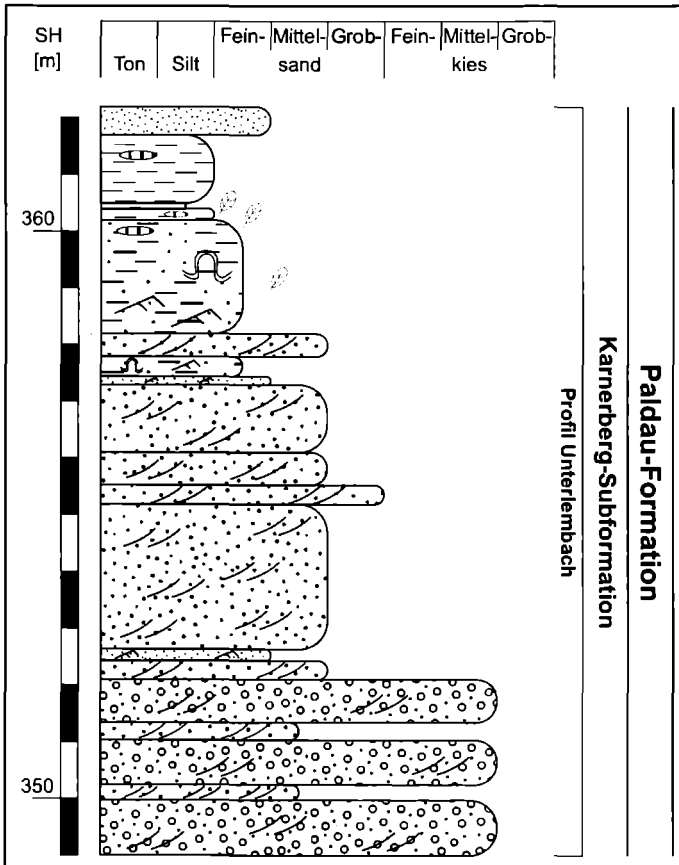 SH
[m]
Ton
Silt
Fein-
Mittel-
Grob-
sand
Fein-
Mittel-
Grob-
kies
360
350
Profil Unterlembach
Karnerberg-Subformation
Paldau-Formation